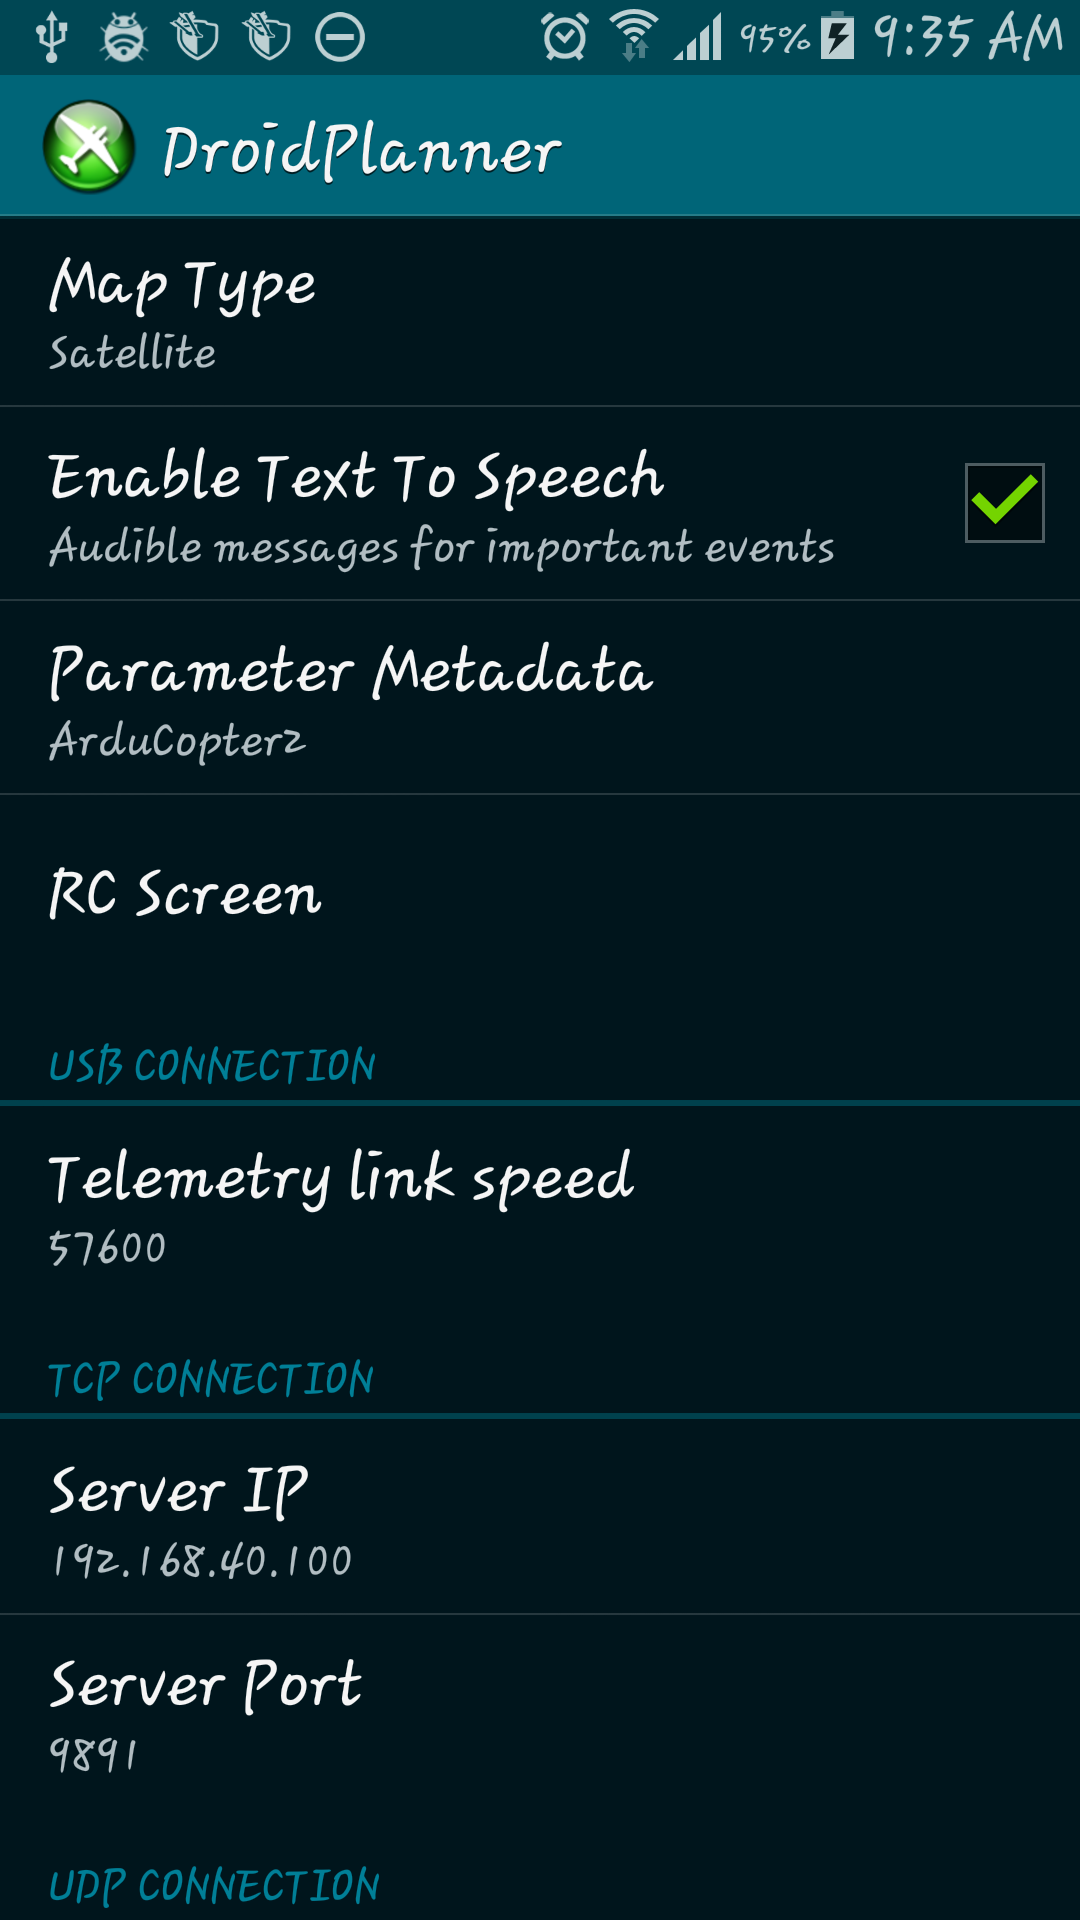 95% 9:35 AM
DroidPlanner
Map Type
Satellite
Enable Text To Speech
Audible messages for important events
Parameter Metadata
ArduCopter2
RC Screen
USB CONNECTION
Telemetry link speed
57600
TCP CONNECTION
Server IP
192.168.40.100
Server Port
9891
UDP CONNECTION